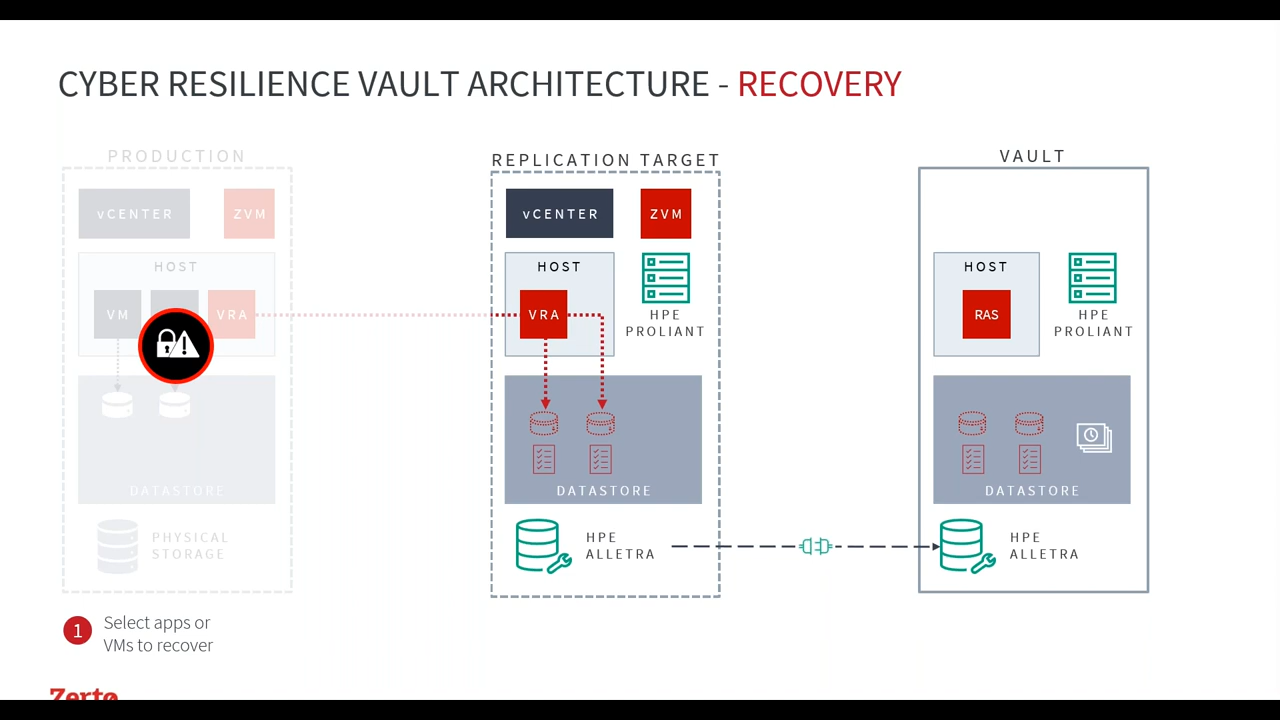 CYBER RESILIENCE VAULT ARCHITECTURE - RECOVERY
PRODUCTION
vCENTER
ZVM
HOST
VM
VRA
DATASTORE
PHYSICAL
STORAGE
REPLICATION TARGET
vCENTER
ZVM
HOST
VRA
HPE
PROLIANT
DATASTORE
HPE
ALLETRA
VAULT
HOST
RAS
HPE
PROLIANT
DATASTORE
HPE
ALLETRA
1
Select apps or
VMs to recover
Zerto